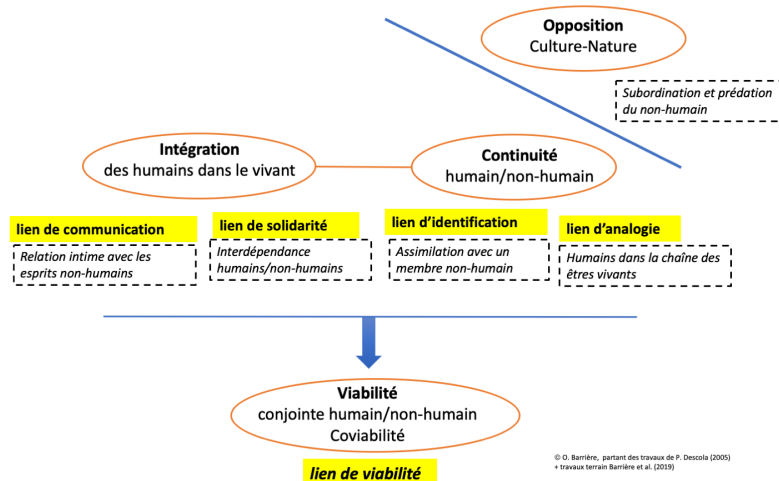 Opposition
Culture-Nature
Subordination et prédation
du non-humain
Intégration
des humains dans le vivant
Continuité
humain/non-humain
lien de communication
Relation intime avec les
esprits non-humains
lien de solidarité
Interdépendance
humains/non-humains
lien d’identification
Assimilation avec un
membre non-humain
lien d’analogie
Humains dans la chaîne des
êtres vivants
Viabilité
conjointe humain/non-humain
Coviabilité
lien de viabilité
© O. Barrière, partant des travaux de P. Descola (2005)
+ travaux terrain Barrière et al. (2019)